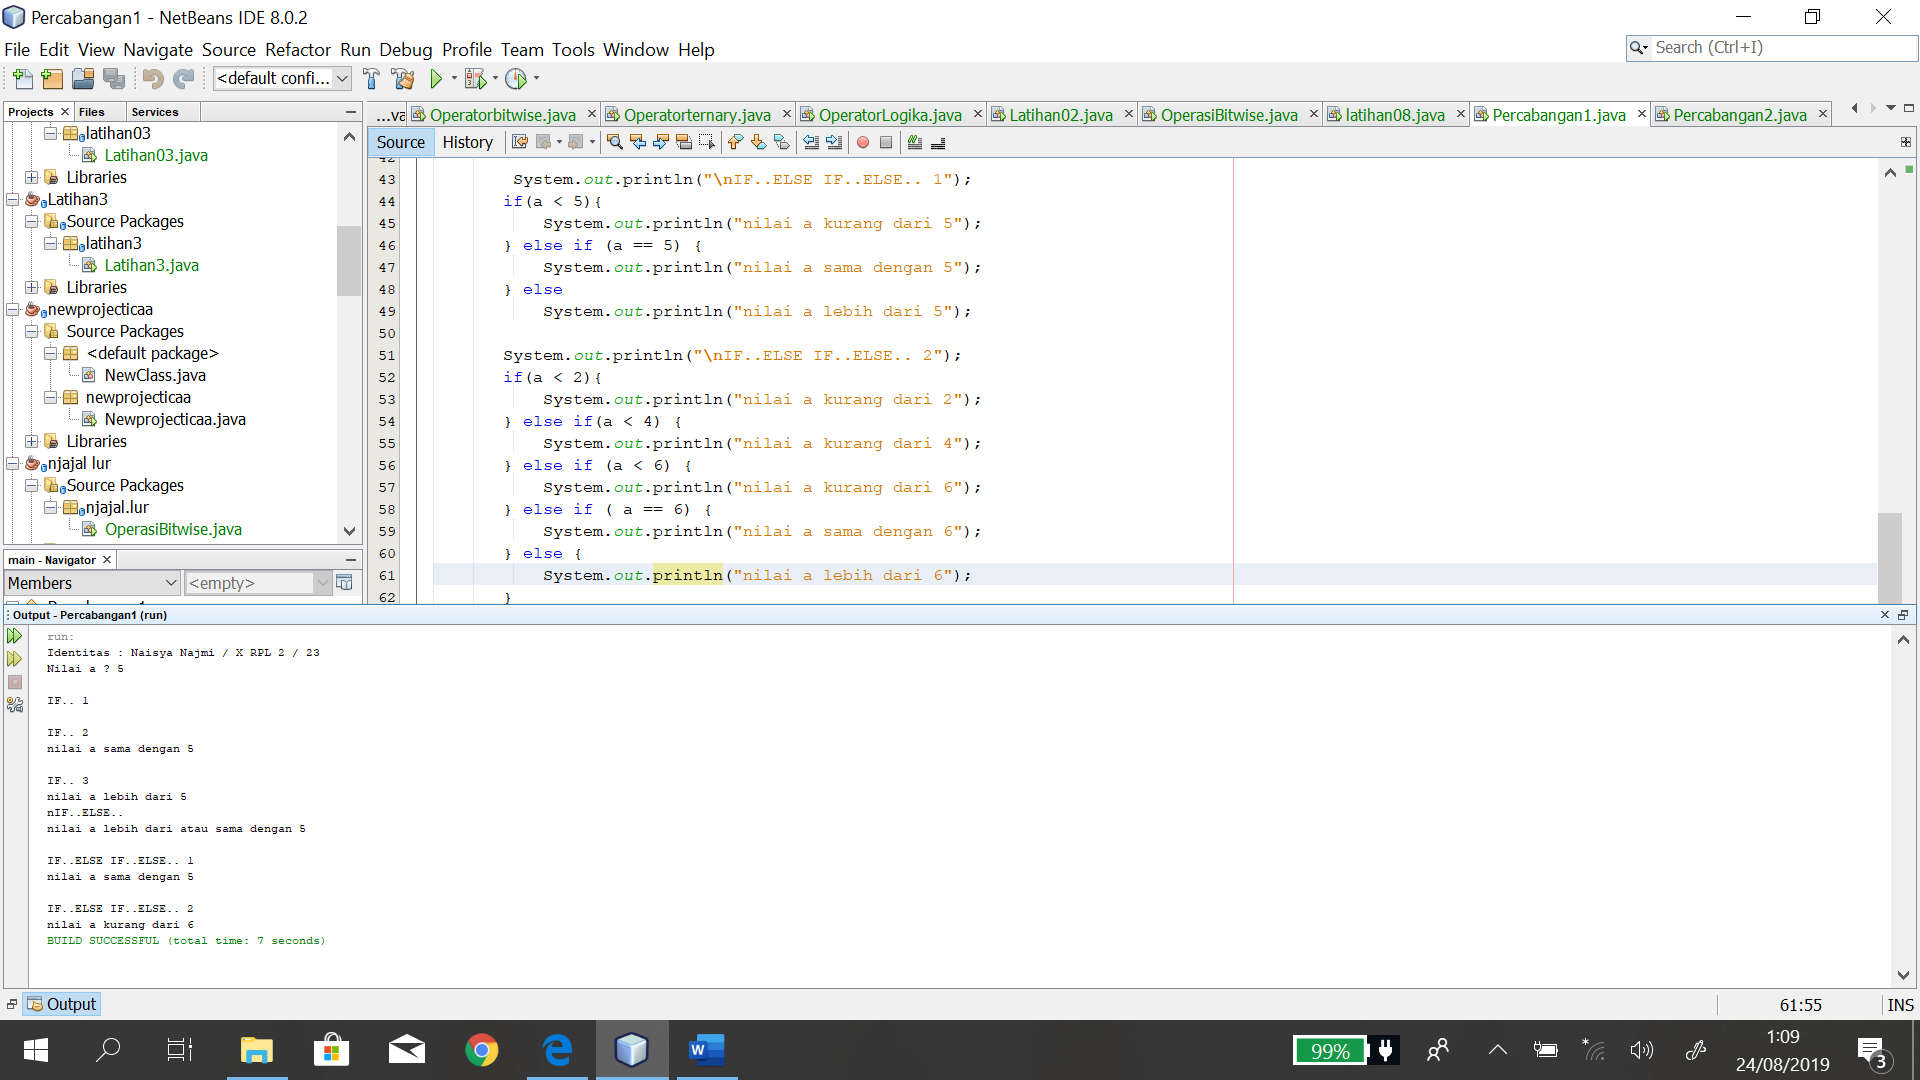 Percabangan1 - NetBeans IDE 8.0.2
File Edit View Navigate Source Refactor Run Debug Profile Team Tools Window Help
Search (Ctrl+I)
<default confi...
Projects Files Services
latihan03
Latihan03.java
Libraries
Latihan3
Source Packages
latihan3
Latihan3.java
Libraries
newprojecticaa
Source Packages
<default package>
NewClass.java
newprojecticaa
Newprojecticaa.java
Libraries
njajal lur
Source Packages
njajal.lur
OperasiBitwise.java
main - Navigator
Members <empty>
...va Operatorbitwise.java Operatorternary.java OperatorLogika.java Latihan02.java OperasiBitwise.java latihan08.java Percabangan1.java Percabangan2.java
Source History
42
43 System.out.println("\nIF..ELSE IF..ELSE.. 1");
44 if(a < 5){
45 System.out.println("nilai a kurang dari 5");
46 } else if (a == 5) {
47 System.out.println("nilai a sama dengan 5");
48 } else
49 System.out.println("nilai a lebih dari 5");
50
51 System.out.println("\nIF..ELSE IF..ELSE.. 2");
52 if(a < 2){
53 System.out.println("nilai a kurang dari 2");
54 } else if(a < 4) {
55 System.out.println("nilai a kurang dari 4");
56 } else if (a < 6) {
57 System.out.println("nilai a kurang dari 6");
58 } else if ( a == 6) {
59 System.out.println("nilai a sama dengan 6");
60 } else {
61 System.out.println("nilai a lebih dari 6");
62 }
Output - Percabangan1 (run)
run:
Identitas : Naisya Najmi / X RPL 2 / 23
Nilai a ? 5
IF.. 1
IF.. 2
nilai a sama dengan 5
IF.. 3
nilai a lebih dari 5
nIF..ELSE..
nilai a lebih dari atau sama dengan 5
IF..ELSE IF..ELSE.. 1
nilai a sama dengan 5
IF..ELSE IF..ELSE.. 2
nilai a kurang dari 6
BUILD SUCCESSFUL (total time: 7 seconds)
Output
61:55 INS
99%
1:09
24/08/2019
3